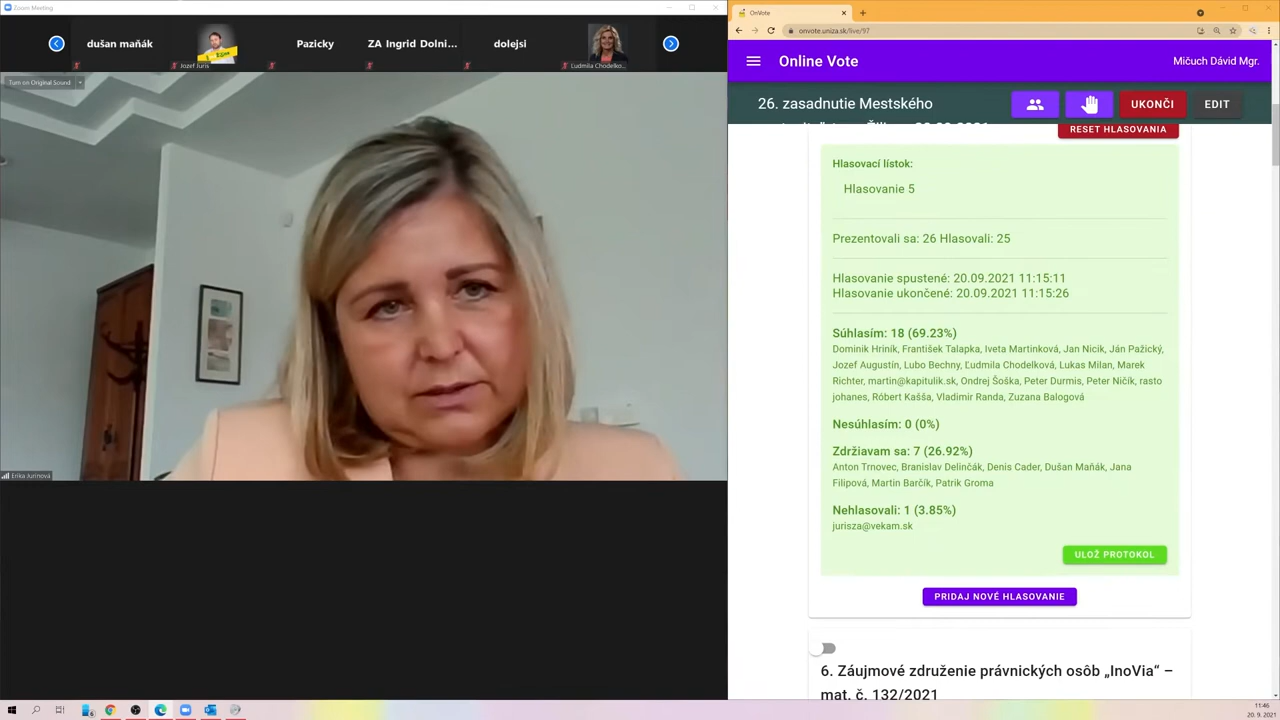 Zoom Meeting
dušan maňák
Pazicky
ZA Ingrid Dolni...
dolejsi
Jozef Juriš
Ľudmila Chodelko...
Turn on Original Sound
Erika Jurinová
OnVote
onvote.uniza.sk/live/97
Online Vote
Mičuch Dávid Mgr.
26. zasadnutie Mestského
UKONČI
EDIT
RESET HLASOVANIA
Hlasovací lístok:
Hlasovanie 5
Prezentovali sa: 26 Hlasovali: 25
Hlasovanie spustené: 20.09.2021 11:15:11
Hlasovanie ukončené: 20.09.2021 11:15:26
Súhlasím: 18 (69.23%)
Dominik Hriník, František Talapka, Iveta Martinková, Jan Nicik, Ján Pažický,
Jozef Augustín, Lubo Bechny, Ľudmila Chodelková, Lukas Milan, Marek
Richter, martin@kapitulik.sk, Ondrej Šoška, Peter Durmis, Peter Ničík, rasto
johanes, Róbert Kašša, Vladimir Randa, Zuzana Balogová
Nesúhlasím: 0 (0%)
Zdržiavam sa: 7 (26.92%)
Anton Trnovec, Branislav Delinčák, Denis Cader, Dušan Maňák, Jana
Filipová, Martin Barčík, Patrik Groma
Nehlasovali: 1 (3.85%)
jurisza@vekam.sk
ULOŽ PROTOKOL
PRIDAJ NOVÉ HLASOVANIE
6. Záujmové združenie právnických osôb „InoVia“ –
mat. č. 132/2021
11:46
20. 9. 2021